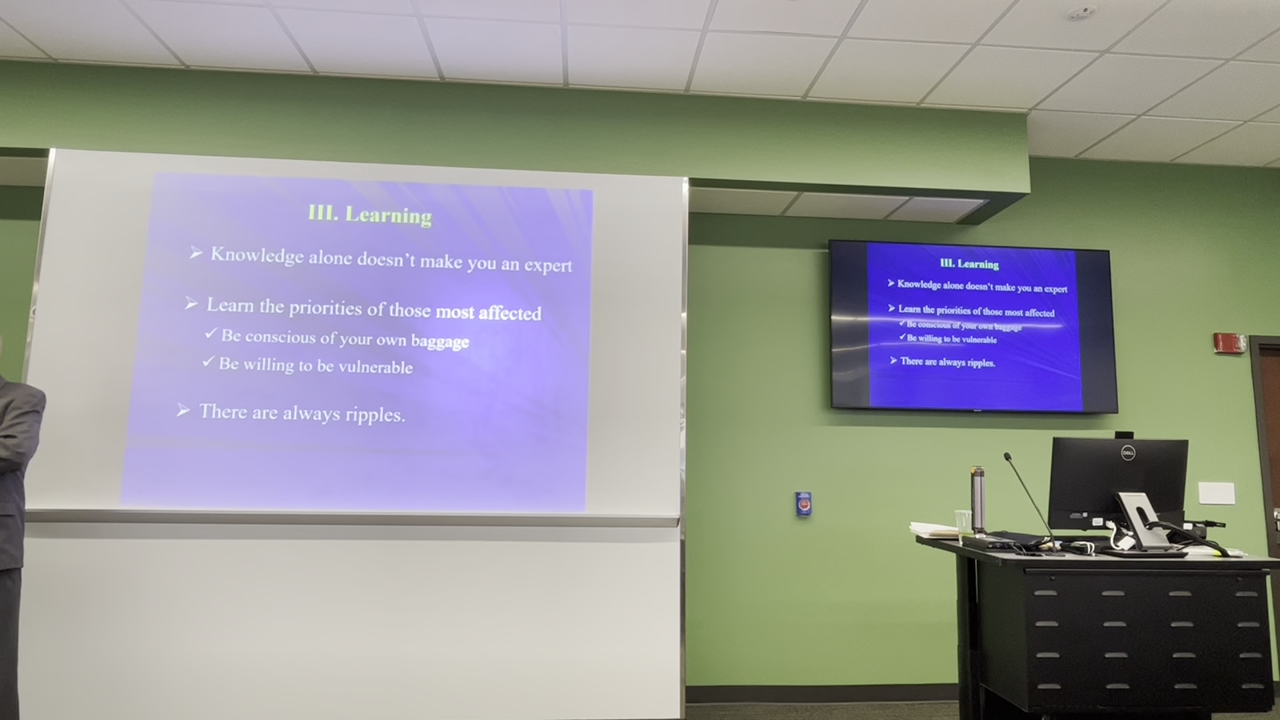 III. Learning
Knowledge alone doesn't make you an expert
Learn the priorities of those most affected
Be conscious of your own baggage
Be willing to be vulnerable
There are always ripples.
III. Learning
Knowledge alone doesn't make you an expert
Learn the priorities of those most affected
Be conscious of your own baggage
Be willing to be vulnerable
There are always ripples.
DELL